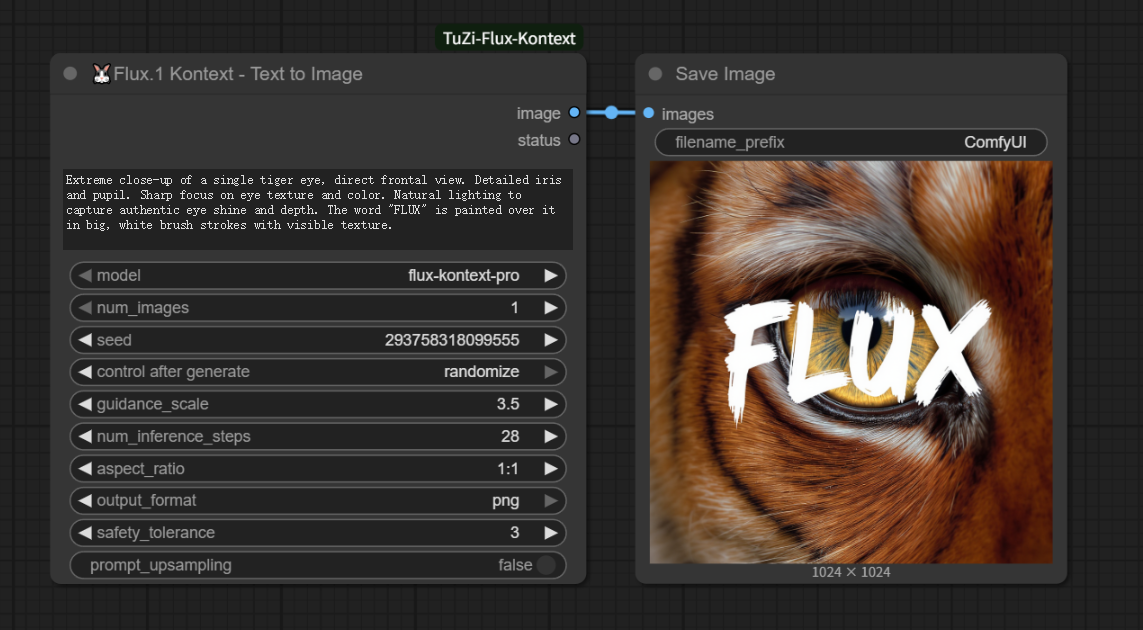 TuZi-Flux-Kontext
Flux.1 Kontext - Text to Image
image
status
Extreme close-up of a single tiger eye, direct frontal view. Detailed iris
and pupil. Sharp focus on eye texture and color. Natural lighting to
capture authentic eye shine and depth. The word "FLUX" is painted over it
in big, white brush strokes with visible texture.
model flux-kontext-pro
num_images 1
seed 293758318099555
control after generate randomize
guidance_scale 3.5
num_inference_steps 28
aspect_ratio 1:1
output_format png
safety_tolerance 3
prompt_upsampling false
Save Image
images
filename_prefix ComfyUI
FLUX
1024 × 1024